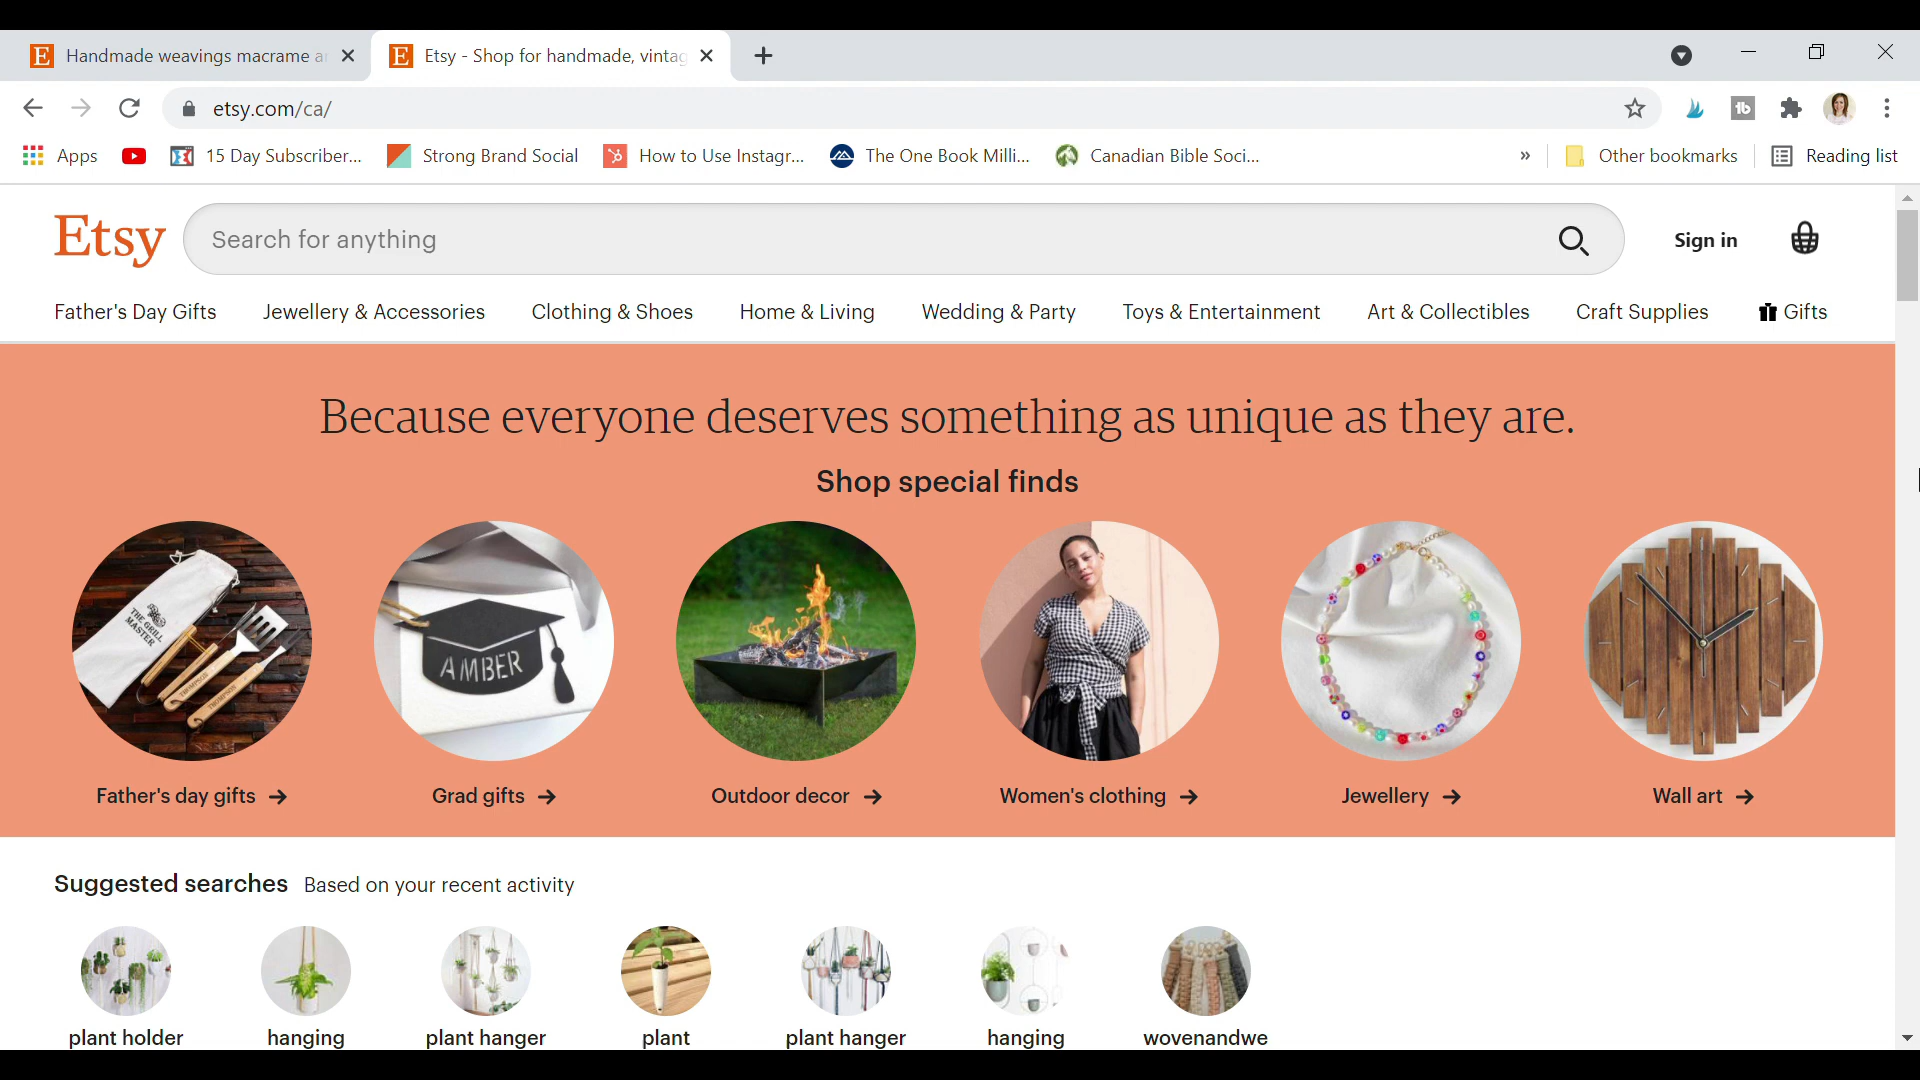 Handmade weavings macrame a
Etsy - Shop for handmade, vintag
etsy.com/ca/
Apps
15 Day Subscriber...
Strong Brand Social
How to Use Instagr...
The One Book Milli...
Canadian Bible Soci...
»
Other bookmarks
Reading list
Etsy
Search for anything
Sign in
Father's Day Gifts
Jewellery & Accessories
Clothing & Shoes
Home & Living
Wedding & Party
Toys & Entertainment
Art & Collectibles
Craft Supplies
Gifts
Because everyone deserves something as unique as they are.
Shop special finds
THE GRILL
MASTER
THOMPSON
THOMPSON
AMBER
Father's day gifts →
Grad gifts →
Outdoor decor →
Women's clothing →
Jewellery →
Wall art →
Suggested searches Based on your recent activity
plant holder
hanging
plant hanger
plant
plant hanger
hanging
wovenandwe